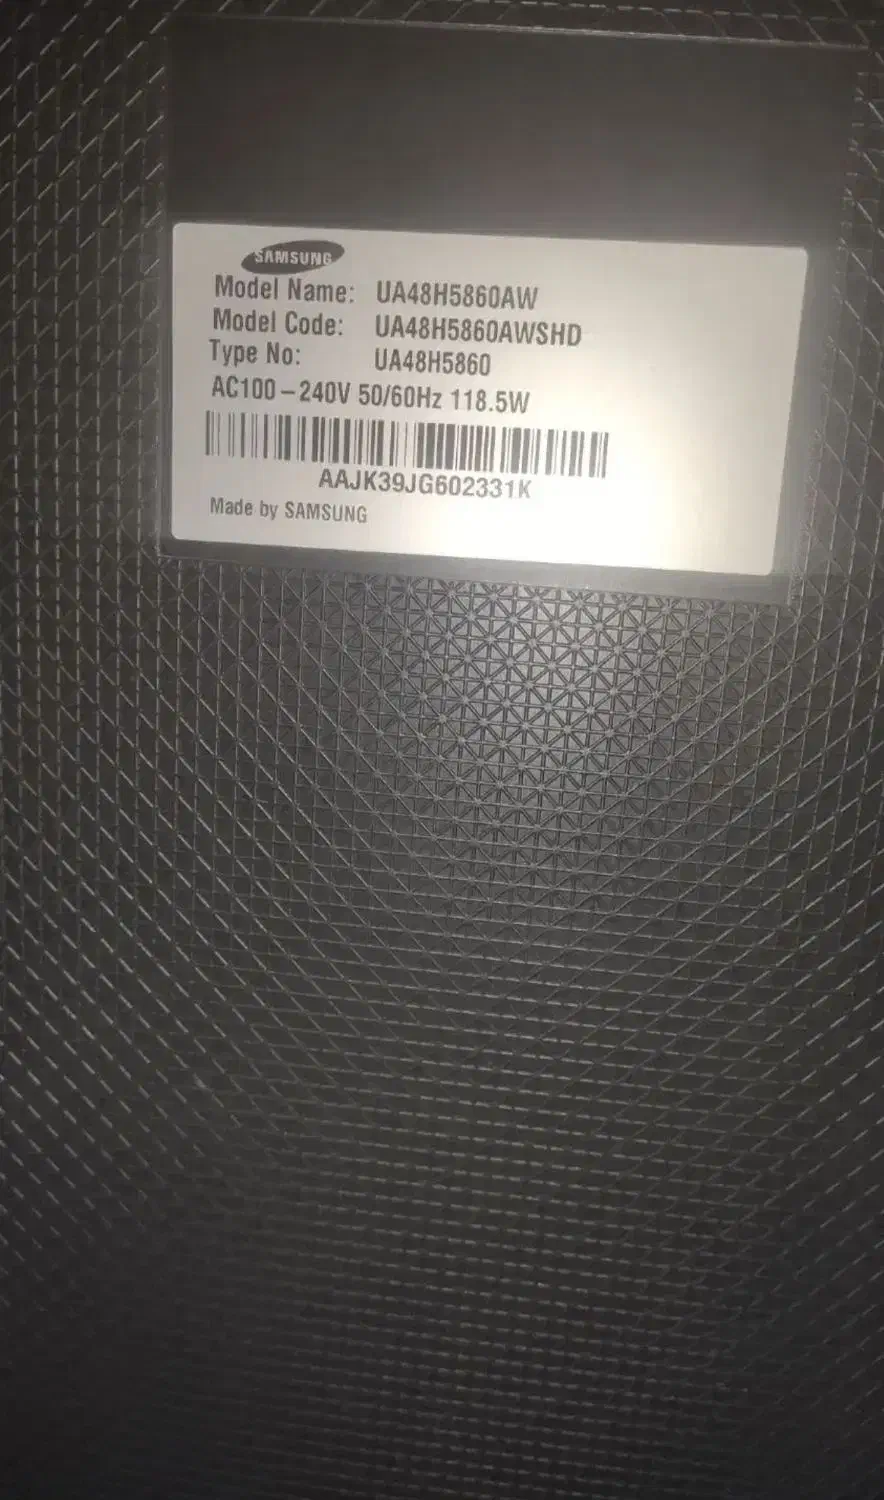 SAMSUNG
Model Name: UA48H5860AW
Model Code: UA48H5860AWSHD
Type No: UA48H5860
AC100-240V 50/60Hz 118.5W
AAJK39JG602331K
Made by SAMSUNG